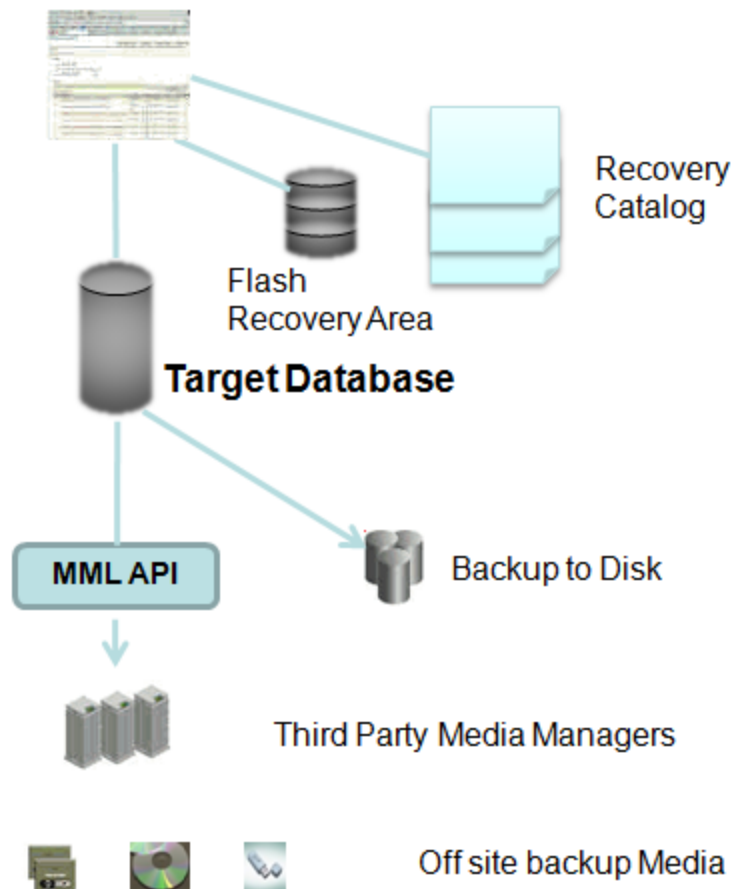 Recovery
Catalog
Flash
Recovery Area
Target Database
MML API
Backup to Disk
Third Party Media Managers
Off site backup Media